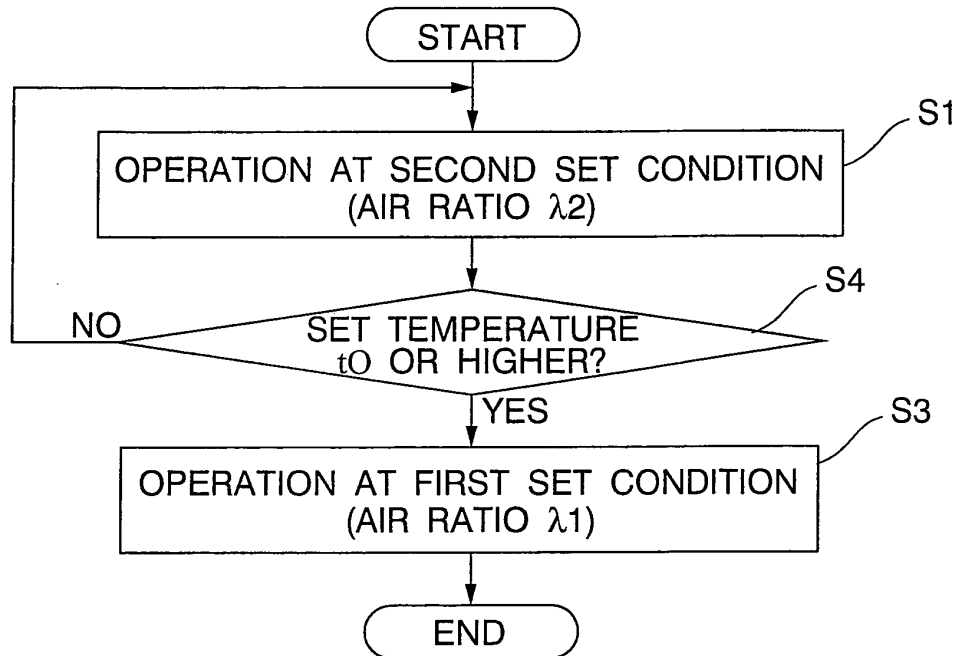 START
S1
OPERATION AT SECOND SET CONDITION
(AIR RATIO λ2)
S4
NO
SET TEMPERATURE
t0 OR HIGHER?
YES
S3
OPERATION AT FIRST SET CONDITION
(AIR RATIO λ1)
END